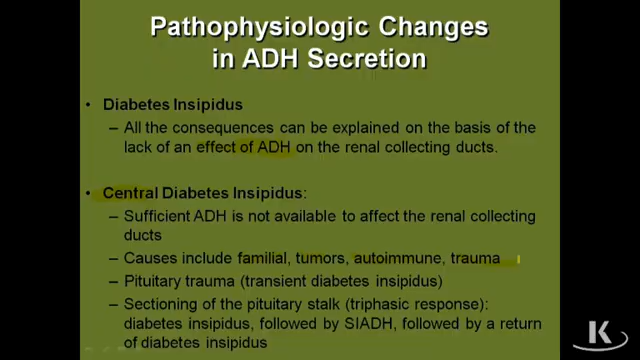 Pathophysiologic Changes
in ADH Secretion
• Diabetes Insipidus
– All the consequences can be explained on the basis of the
lack of an effect of ADH on the renal collecting ducts.
• Central Diabetes Insipidus:
– Sufficient ADH is not available to affect the renal collecting
ducts
– Causes include familial, tumors, autoimmune, trauma
– Pituitary trauma (transient diabetes insipidus)
– Sectioning of the pituitary stalk (triphasic response):
diabetes insipidus, followed by SIADH, followed by a return
of diabetes insipidus
K